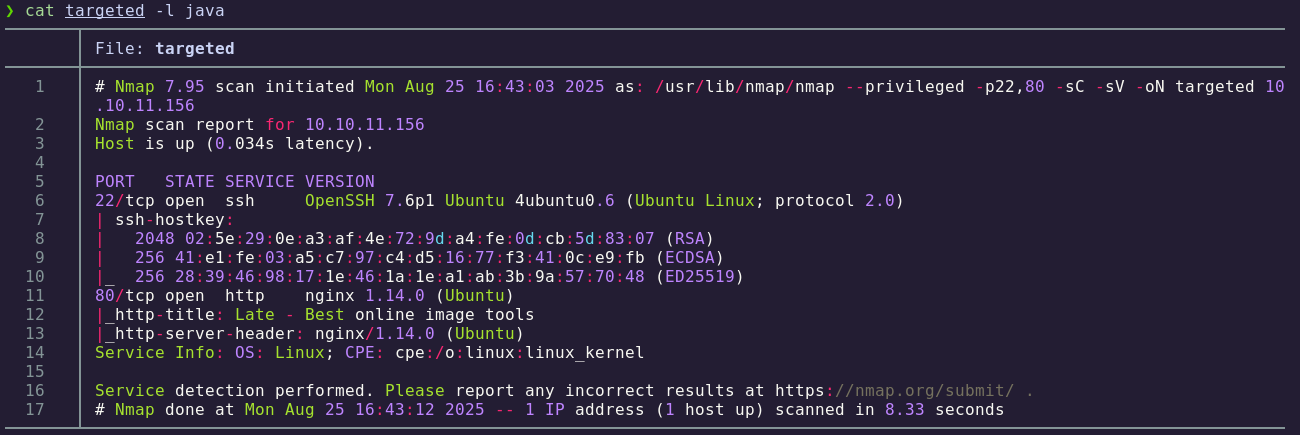 ❯ cat targeted -l java
File: targeted
1 # Nmap 7.95 scan initiated Mon Aug 25 16:43:03 2025 as: /usr/lib/nmap/nmap --privileged -p22,80 -sC -sV -oN targeted 10
.10.11.156
2 Nmap scan report for 10.10.11.156
3 Host is up (0.034s latency).
4
5 PORT   STATE SERVICE VERSION
6 22/tcp open  ssh     OpenSSH 7.6p1 Ubuntu 4ubuntu0.6 (Ubuntu Linux; protocol 2.0)
7 | ssh-hostkey:
8 |   2048 02:5e:29:0e:a3:af:4e:72:9d:a4:fe:0d:cb:5d:83:07 (RSA)
9 |   256 41:e1:fe:03:a5:c7:97:c4:d5:16:77:f3:41:0c:e9:fb (ECDSA)
10 |_  256 28:39:46:98:17:1e:46:1a:1e:a1:ab:3b:9a:57:70:48 (ED25519)
11 80/tcp open  http    nginx 1.14.0 (Ubuntu)
12 |_http-title: Late - Best online image tools
13 |_http-server-header: nginx/1.14.0 (Ubuntu)
14 Service Info: OS: Linux; CPE: cpe:/o:linux:linux_kernel
15
16 Service detection performed. Please report any incorrect results at https://nmap.org/submit/ .
17 # Nmap done at Mon Aug 25 16:43:12 2025 -- 1 IP address (1 host up) scanned in 8.33 seconds